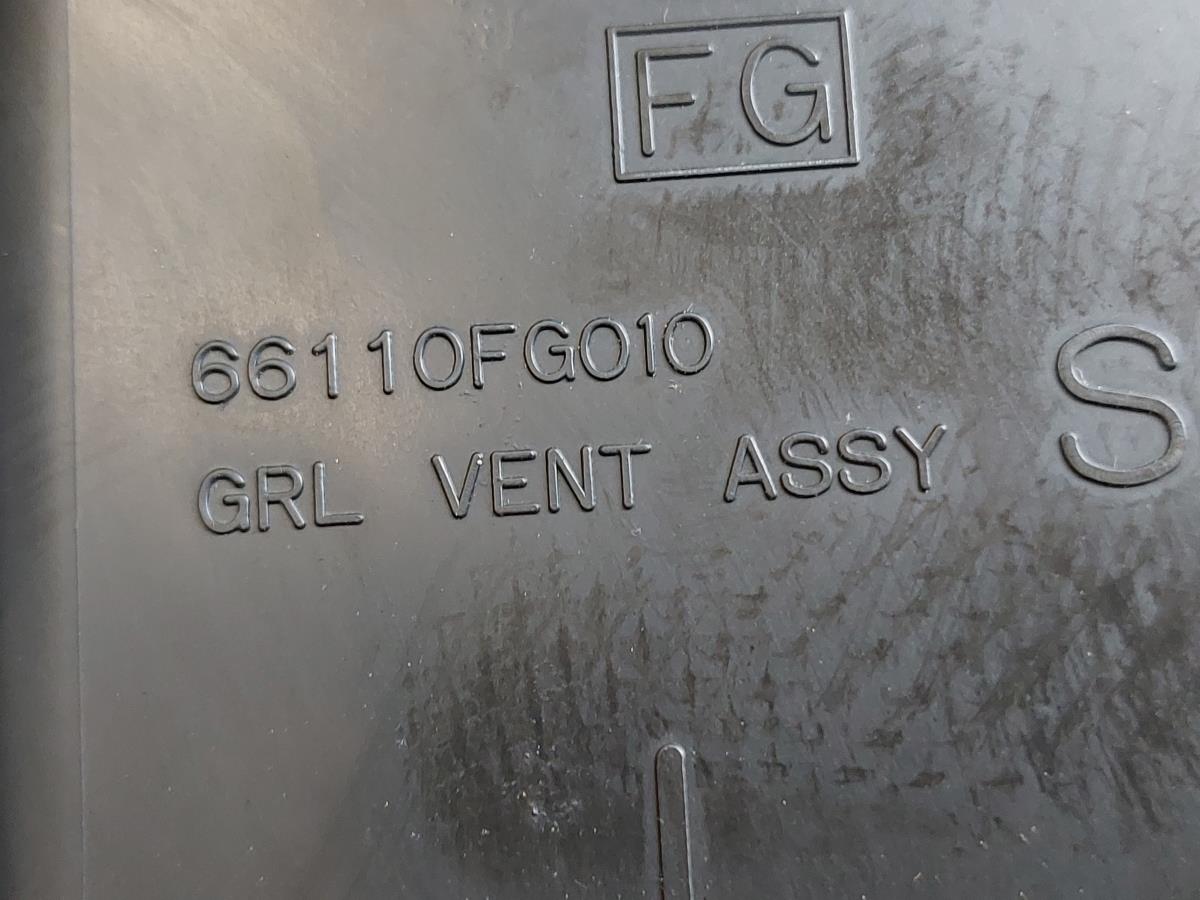 FG
66110FG010
S
GRL VENT ASSY